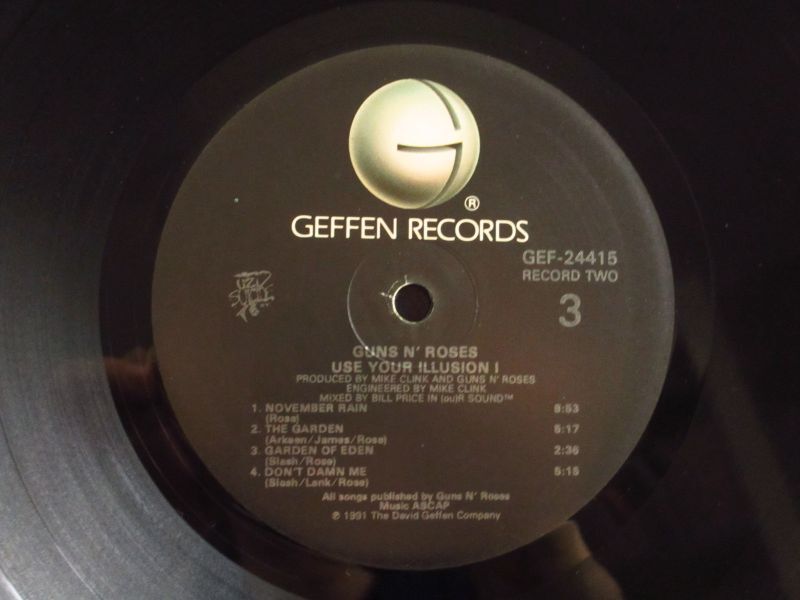 ®
GEFFEN RECORDS
GEF-24415
RECORD TWO
3
UZI
SUICIDE
GUNS N' ROSES
USE YOUR ILLUSION I
PRODUCED BY MIKE CLINK AND GUNS N' ROSES
ENGINEERED BY MIKE CLINK
MIXED BY BILL PRICE IN (ou)R SOUND™
1. NOVEMBER RAIN 8:53
(Rose)
2. THE GARDEN 5:17
(Arkeen/James/Rose)
3. GARDEN OF EDEN 2:36
(Slash/Rose)
4. DON'T DAMN ME 5:15
(Slash/Lank/Rose)
All songs published by Guns N' Roses
Music ASCAP
℗ 1991 The David Geffen Company